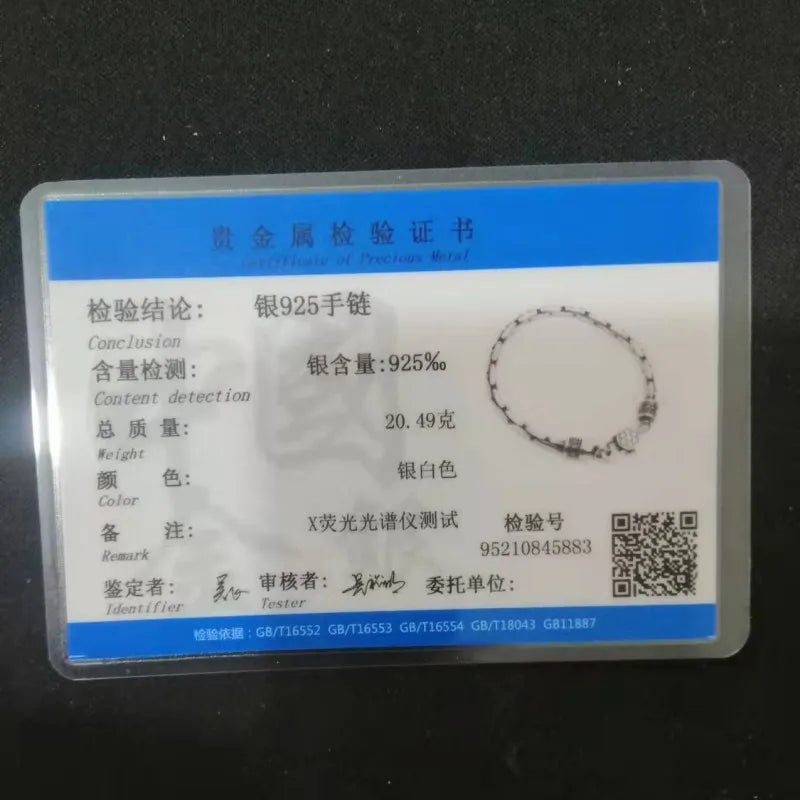 贵金属检验证书
Certificate of Precious Metal
检验结论: 银925手链
Conclusion
含量检测: 银含量:925‰
Content detection
总 质 量: 20.49克
Weight
颜 色: 银白色
Color
备 注: X荧光光谱仪测试
Remark
检验号
95210845883
鉴定者: 审核者: 委托单位:
Identifier Tester
检验依据：GB/T16552 GB/T16553 GB/T16554 GB/T18043 GB11887